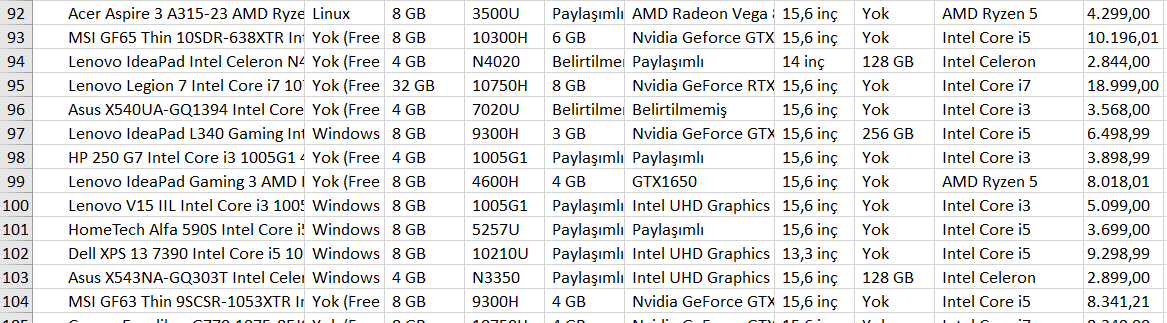 92 Acer Aspire 3 A315-23 AMD Ryze Linux 8 GB 3500U Paylaşımlı AMD Radeon Vega 15,6 inç Yok AMD Ryzen 5 4.299,00
93 MSI GF65 Thin 10SDR-638XTR Int Yok (Free 8 GB 10300H 6 GB Nvidia Geforce GTX 15,6 inç Yok Intel Core i5 10.196,01
94 Lenovo IdeaPad Intel Celeron N4 Yok (Free 4 GB N4020 Belirtilme Paylaşımlı 14 inç 128 GB Intel Celeron 2.844,00
95 Lenovo Legion 7 Intel Core i7 107 Yok (Free 32 GB 10750H 8 GB Nvidia GeForce RTX 15,6 inç Yok Intel Core i7 18.999,00
96 Asus X540UA-GQ1394 Intel Core Yok (Free 4 GB 7020U Belirtilme Belirtilmemiş 15,6 inç Yok Intel Core i3 3.568,00
97 Lenovo IdeaPad L340 Gaming Int Windows 8 GB 9300H 3 GB Nvidia GeForce GTX 15,6 inç 256 GB Intel Core i5 6.498,99
98 HP 250 G7 Intel Core i3 1005G1 4 Yok (Free 4 GB 1005G1 Paylaşımlı Paylaşımlı 15,6 inç Yok Intel Core i3 3.898,99
99 Lenovo IdeaPad Gaming 3 AMD Yok (Free 8 GB 4600H 4 GB GTX1650 15,6 inç Yok AMD Ryzen 5 8.018,01
100 Lenovo V15 IIL Intel Core i3 1005 Windows 8 GB 1005G1 Paylaşımlı Intel UHD Graphics 15,6 inç Yok Intel Core i3 5.099,00
101 HomeTech Alfa 590S Intel Core i5 Windows 8 GB 5257U Paylaşımlı Paylaşımlı 15,6 inç Yok Intel Core i5 3.699,00
102 Dell XPS 13 7390 Intel Core i5 10 Windows 8 GB 10210U Paylaşımlı Intel UHD Graphics 13,3 inç Yok Intel Core i5 9.298,99
103 Asus X543NA-GQ303T Intel Celer Windows 4 GB N3350 Paylaşımlı Intel UHD Graphics 15,6 inç 128 GB Intel Celeron 2.899,00
104 MSI GF63 Thin 9SCSR-1053XTR In Yok (Free 8 GB 9300H 4 GB Nvidia GeForce GTX 15,6 inç Yok Intel Core i5 8.341,21